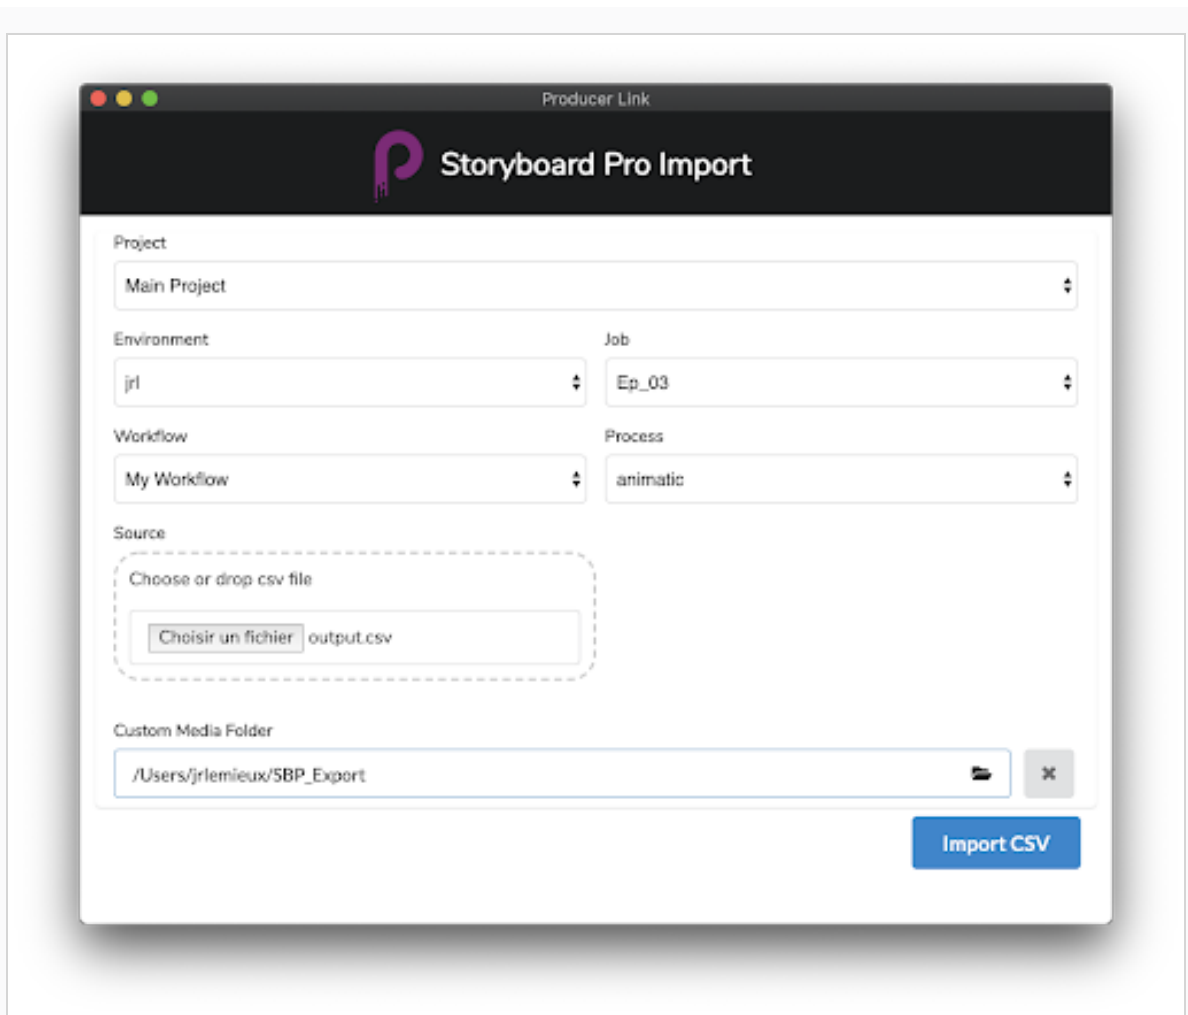 Producer Link
Storyboard Pro Import
Project
Main Project
Environment
Job
jrl
Ep_03
Workflow
Process
My Workflow
animatic
Source
Choose or drop csv file
Choisir un fichier output.csv
Custom Media Folder
/Users/jrlemieux/SBP_Export
Import CSV